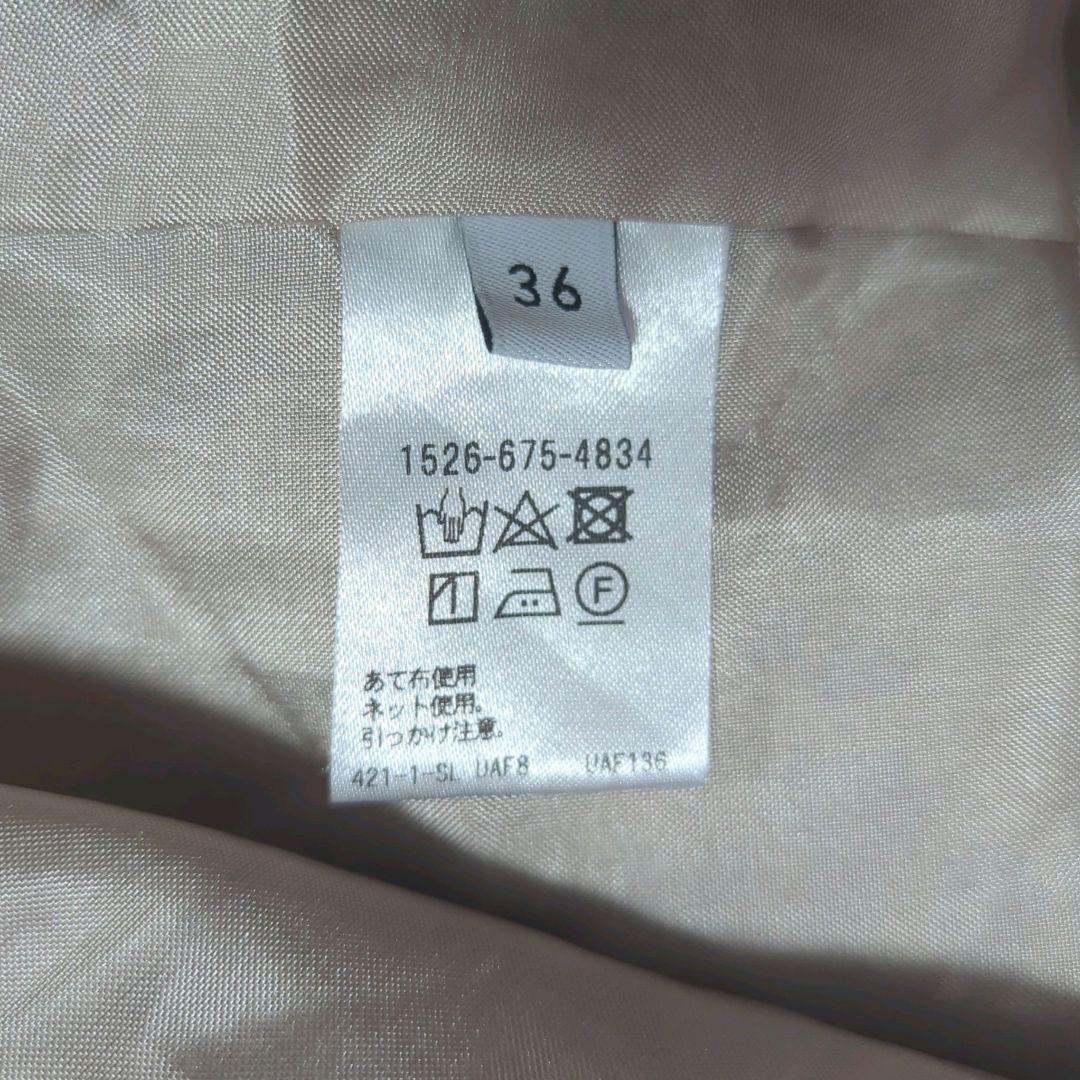 36
1526-675-4834
F
あて布使用
ネット使用。
引っかけ注意。
421-1-SL UAF8 UAF136